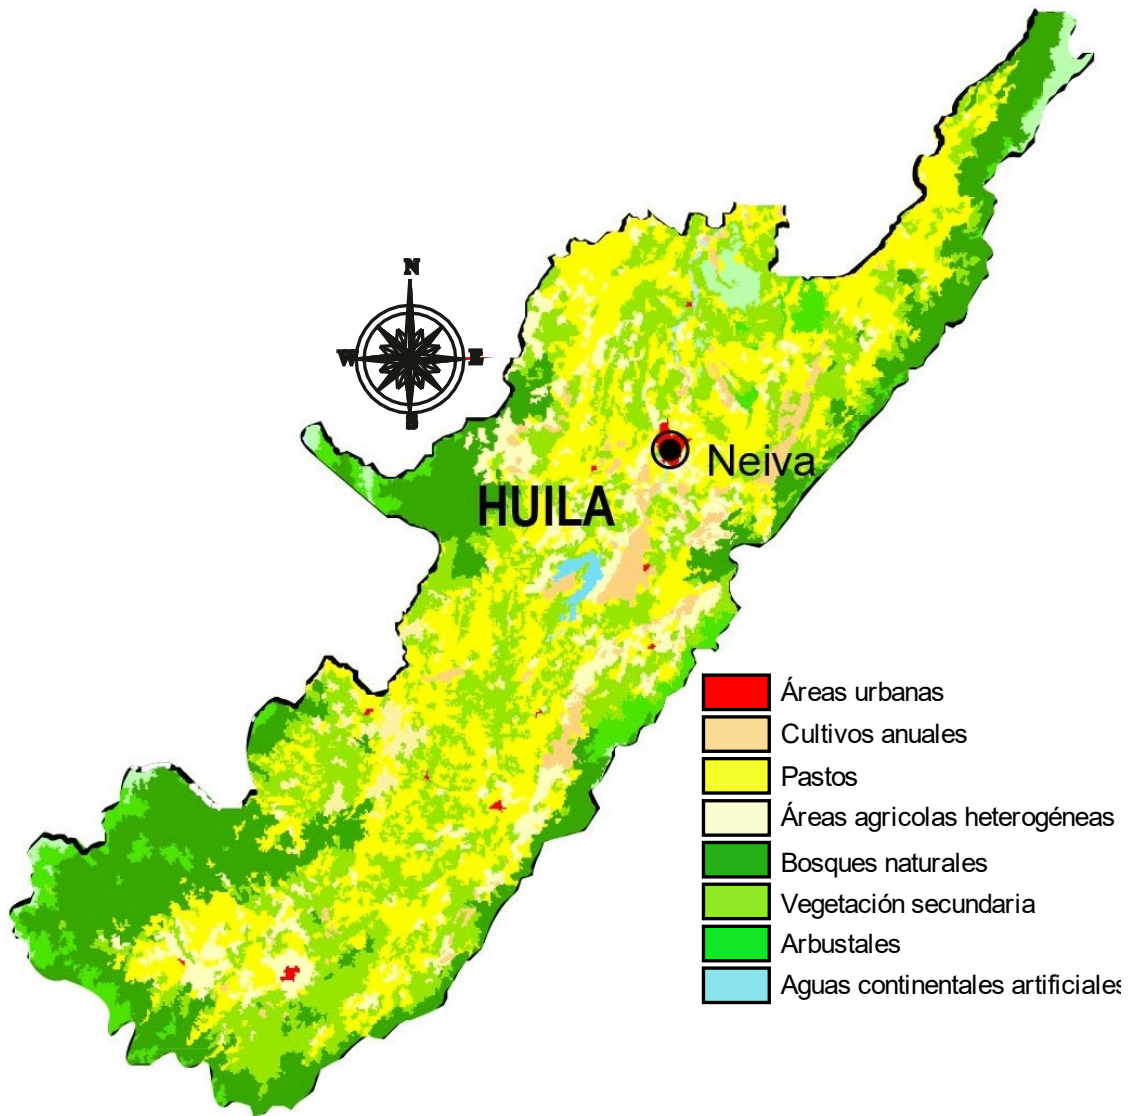 N
W
E
S
Neiva
HUILA
Áreas urbanas
Cultivos anuales
Pastos
Áreas agricolas heterogéneas
Bosques naturales
Vegetación secundaria
Arbustales
Aguas continentales artificiales